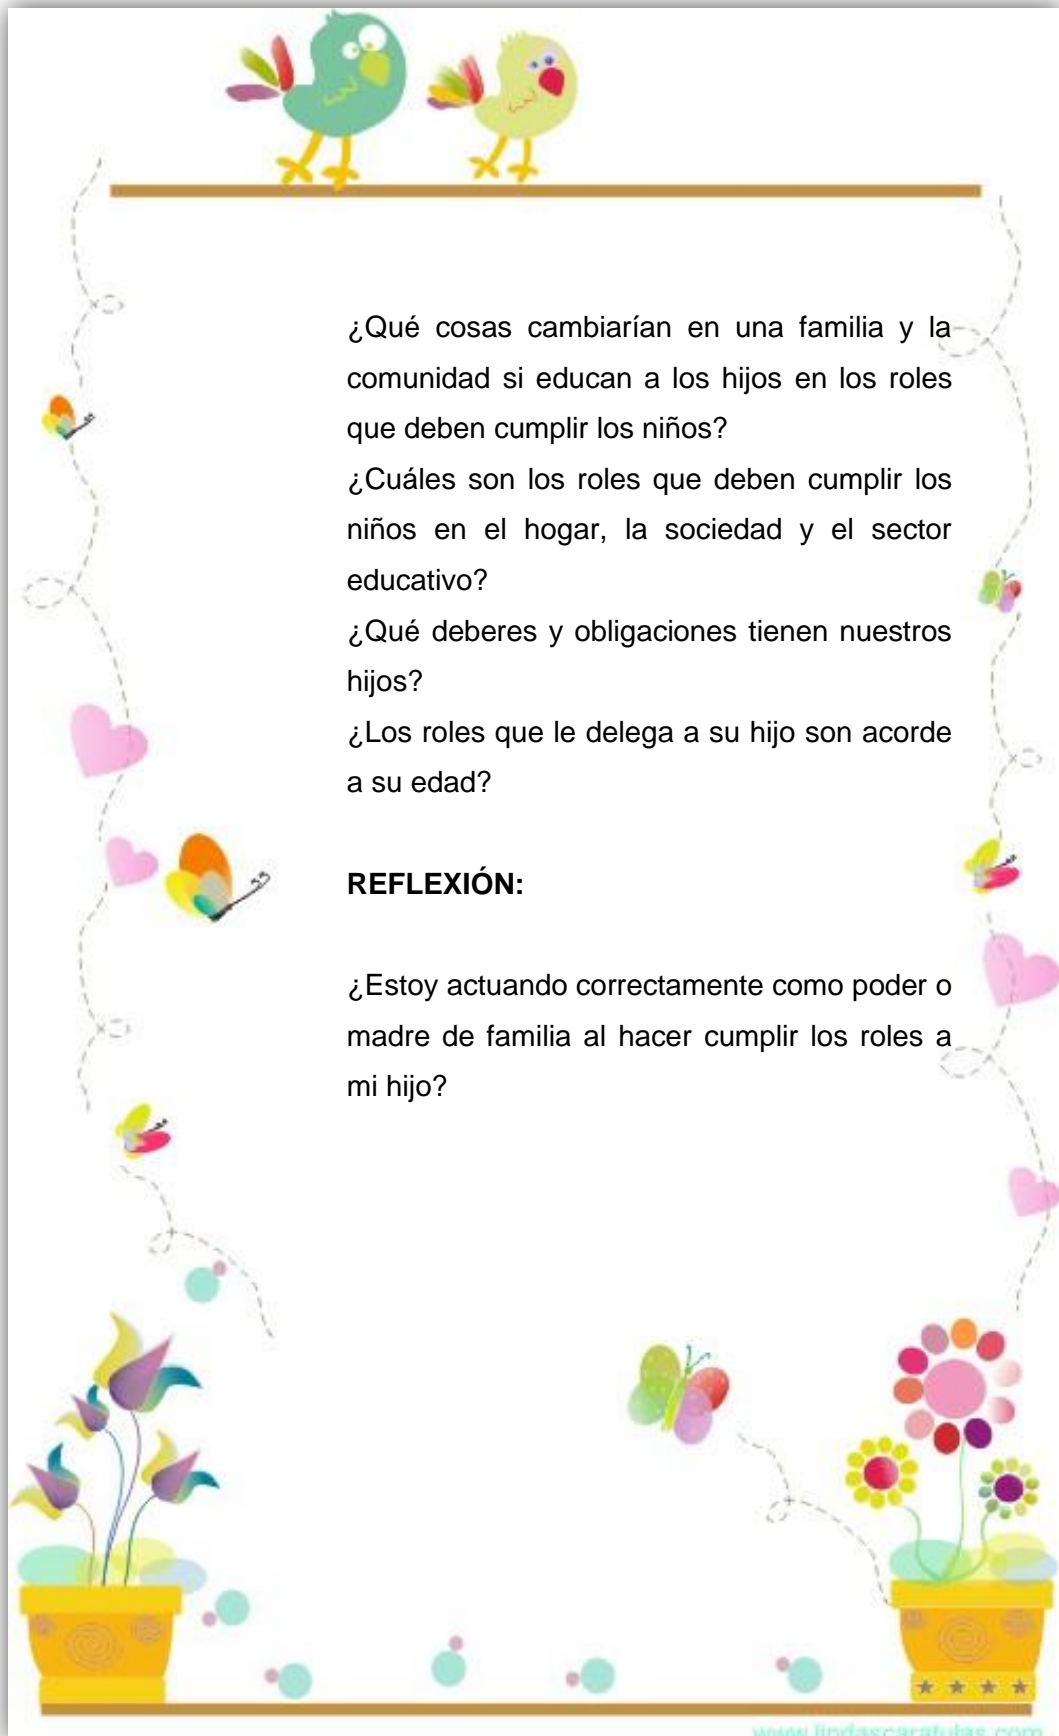 ¿Qué cosas cambiarían en una familia y la
comunidad si educan a los hijos en los roles
que deben cumplir los niños?
¿Cuáles son los roles que deben cumplir los
niños en el hogar, la sociedad y el sector
educativo?
¿Qué deberes y obligaciones tienen nuestros
hijos?
¿Los roles que le delega a su hijo son acorde
a su edad?
REFLEXIÓN:
¿Estoy actuando correctamente como poder o
madre de familia al hacer cumplir los roles a
mi hijo?
www.lindascaratulas.com